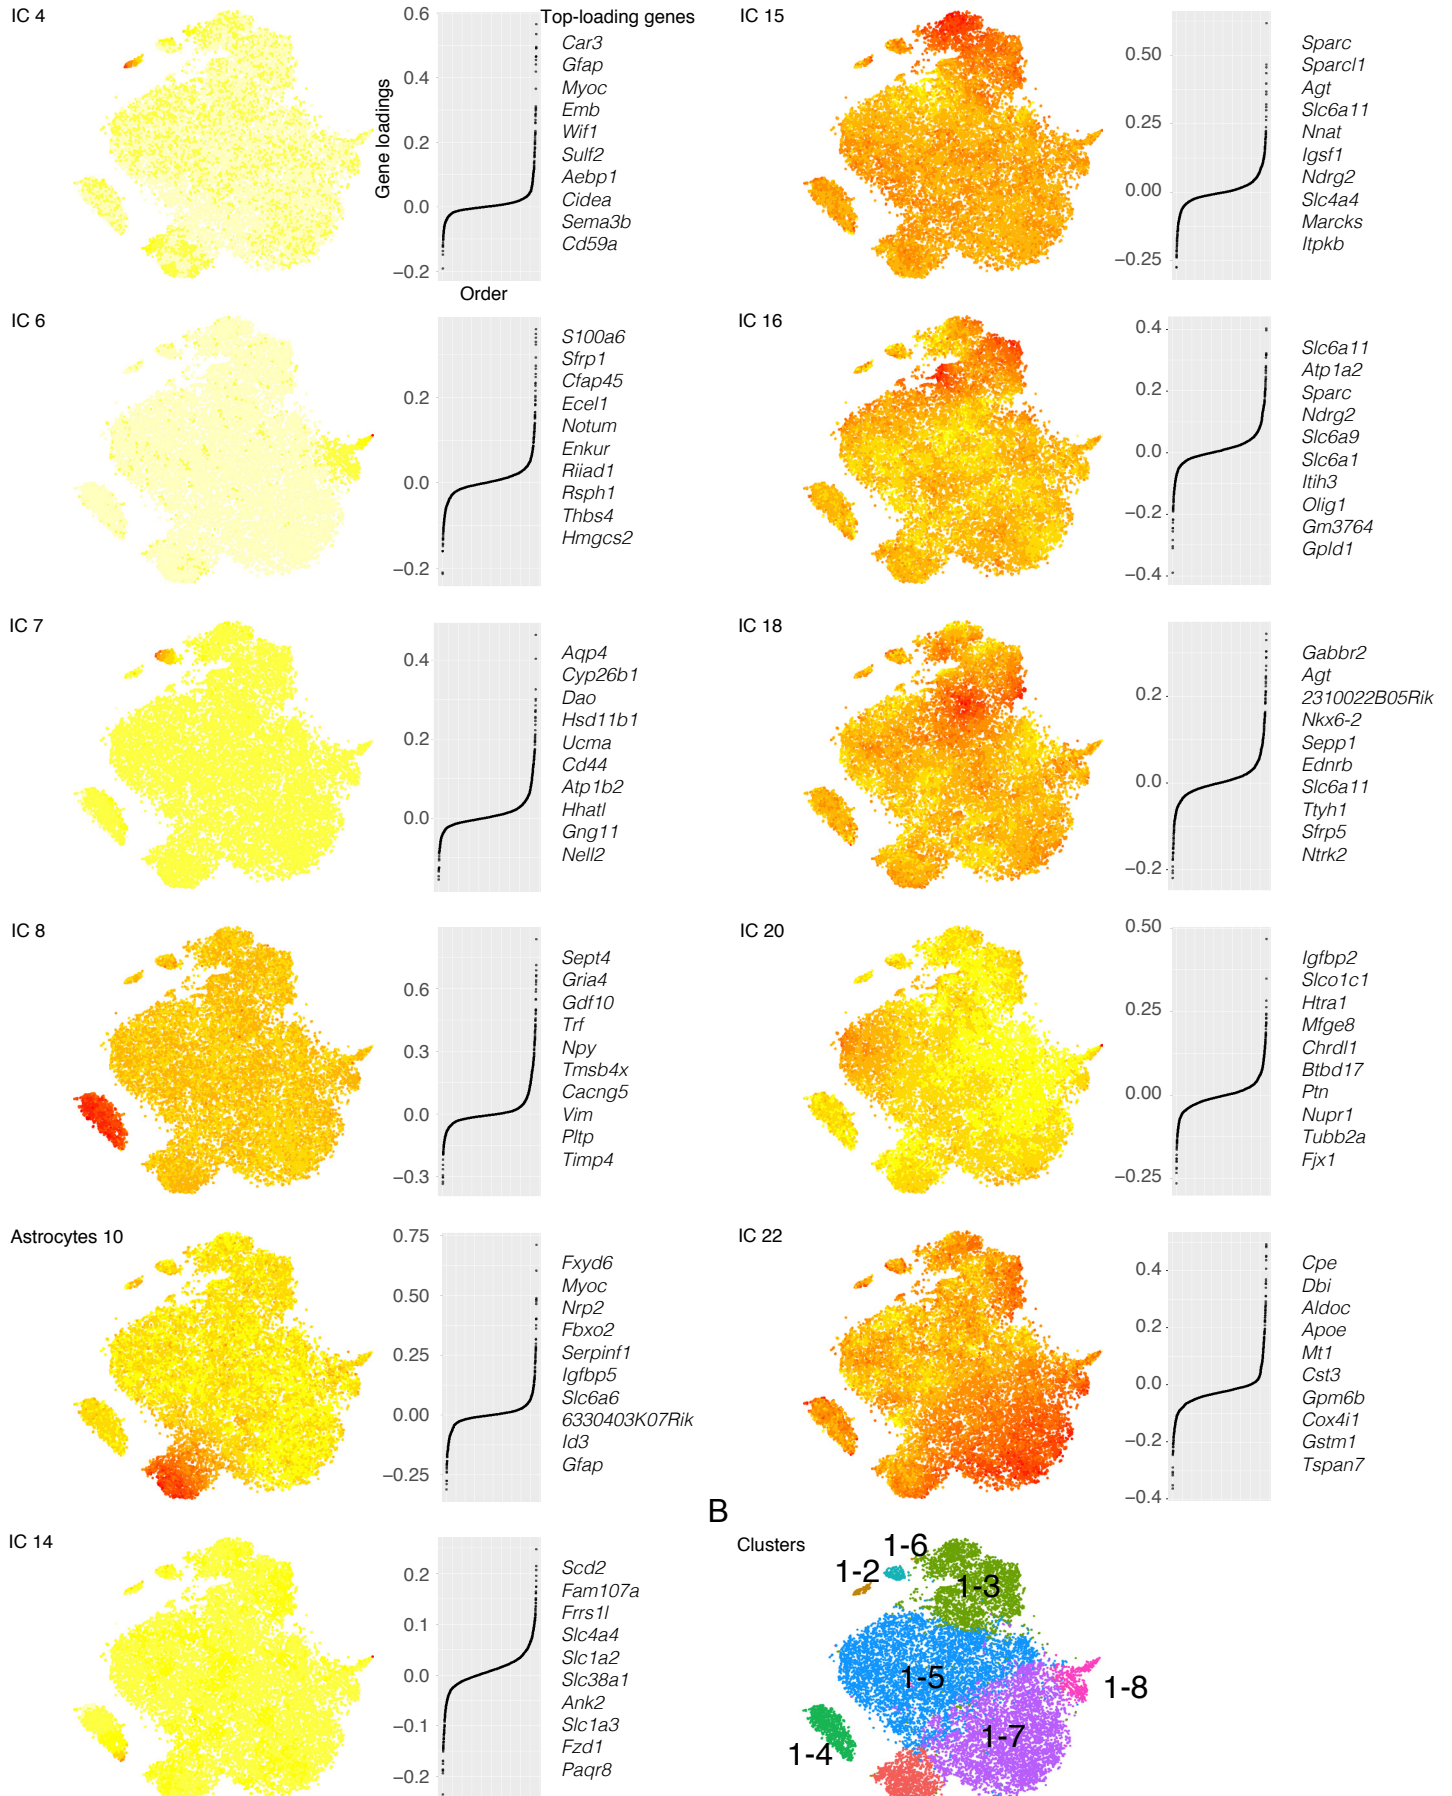 IC 4
0.6
0.4
0.2
0.0
−0.2
Gene loadings
Order
Top-loading genes
Car3
Gfap
Myoc
Emb
Wif1
Sulf2
Aebp1
Cidea
Sema3b
Cd59a
IC 15
0.50
0.25
0.00
−0.25
Sparc
Sparcl1
Agt
Slc6a11
Nnat
Igsf1
Ndrg2
Slc4a4
Marcks
Itpkb
IC 6
0.2
0.0
−0.2
S100a6
Sfrp1
Cfap45
Ecel1
Notum
Enkur
Riiad1
Rsph1
Thbs4
Hmgcs2
IC 16
0.4
0.2
0.0
−0.2
−0.4
Slc6a11
Atp1a2
Sparc
Ndrg2
Slc6a9
Slc6a1
Itih3
Olig1
Gm3764
Gpld1
IC 7
0.4
0.2
0.0
Aqp4
Cyp26b1
Dao
Hsd11b1
Ucma
Cd44
Atp1b2
Hhatl
Gng11
Nell2
IC 18
0.2
0.0
−0.2
Gabbr2
Agt
2310022B05Rik
Nkx6-2
Sepp1
Ednrb
Slc6a11
Ttyh1
Sfrp5
Ntrk2
IC 8
0.6
0.3
0.0
−0.3
Sept4
Gria4
Gdf10
Trf
Npy
Tmsb4x
Cacng5
Vim
Pltp
Timp4
IC 20
0.50
0.25
0.00
−0.25
Igfbp2
Slco1c1
Htra1
Mfge8
Chrdl1
Btbd17
Ptn
Nupr1
Tubb2a
Fjx1
Astrocytes 10
0.75
0.50
0.25
0.00
−0.25
Fxyd6
Myoc
Nrp2
Fbxo2
Serpinf1
Igfbp5
Slc6a6
6330403K07Rik
Id3
Gfap
IC 22
0.4
0.2
0.0
−0.2
−0.4
Cpe
Dbi
Aldoc
Apoe
Mt1
Cst3
Gpm6b
Cox4i1
Gstm1
Tspan7
IC 14
0.2
0.1
0.0
−0.1
−0.2
Scd2
Fam107a
Frrs1l
Slc4a4
Slc1a2
Slc38a1
Ank2
Slc1a3
Fzd1
Paqr8
B
Clusters
1-6
1-2
1-3
1-5
1-8
1-7
1-4